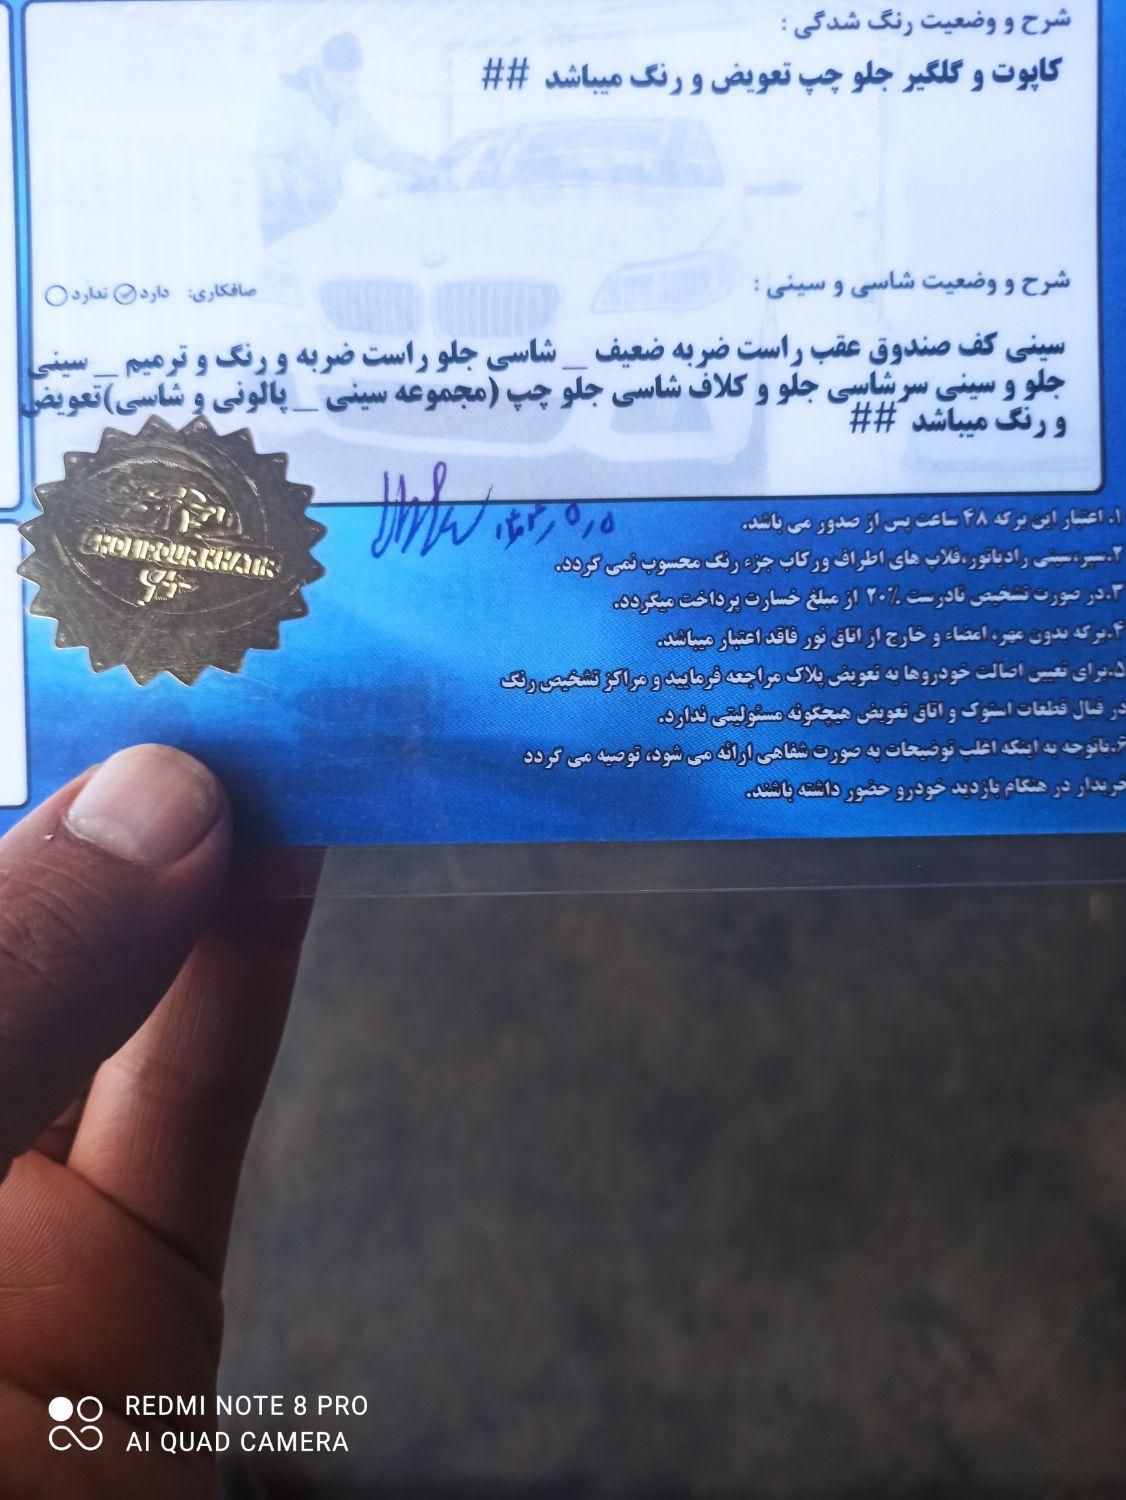 شرح و وضعیت رنگ شدگی :
کاپوت و گلگیر جلو چپ تعویض و رنگ میباشد ##
شرح و وضعیت شاسی و سینی :
صافکاری: دارد ندارد
سینی کف صندوق عقب راست ضربه ضعیف _ شاسی جلو راست ضربه و رنگ و ترمیم _ سینی
جلو و سینی سرشاسی جلو و کلاف شاسی جلو چپ (مجموعه سینی _ پالونی و شاسی)تعویض
و رنگ میباشد ##
۱. اعتبار این برگه ۴۸ ساعت پس از صدور می باشد.
۲.سپر،سینی رادیاتور،فلاپ های اطراف ورکاب جزء رنگ محسوب نمی گردد.
۳.در صورت تشخیص نادرست ۲۰٪ از مبلغ خسارت پرداخت میگردد.
۴.برگه بدون مهر، امضاء و خارج از اتاق نور فاقد اعتبار میباشد.
۵.برای تعیین اصالت خودروها به تعویض پلاک مراجعه فرمایید و مراکز تشخیص رنگ
در قبال قطعات استوک و اتاق تعویض هیچگونه مسئولیتی ندارد.
۶.باتوجه به اینکه اغلب توضیحات به صورت شفاهی ارائه می شود، توصیه می گردد
خریدار در هنگام بازدید خودرو حضور داشته باشند.
REDMI NOTE 8 PRO
AI QUAD CAMERA